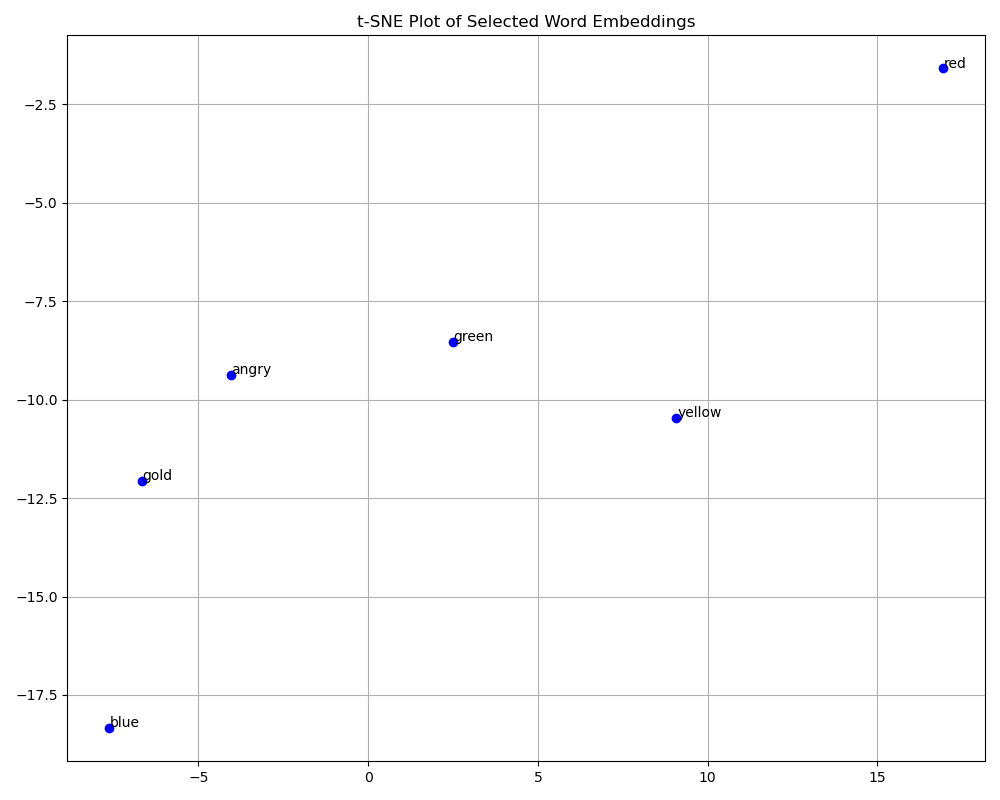 t-SNE Plot of Selected Word Embeddings
red
−2.5
−5.0
−7.5
green
angry
−10.0
yellow
gold
−12.5
−15.0
−17.5
blue
−5 0 5 10 15